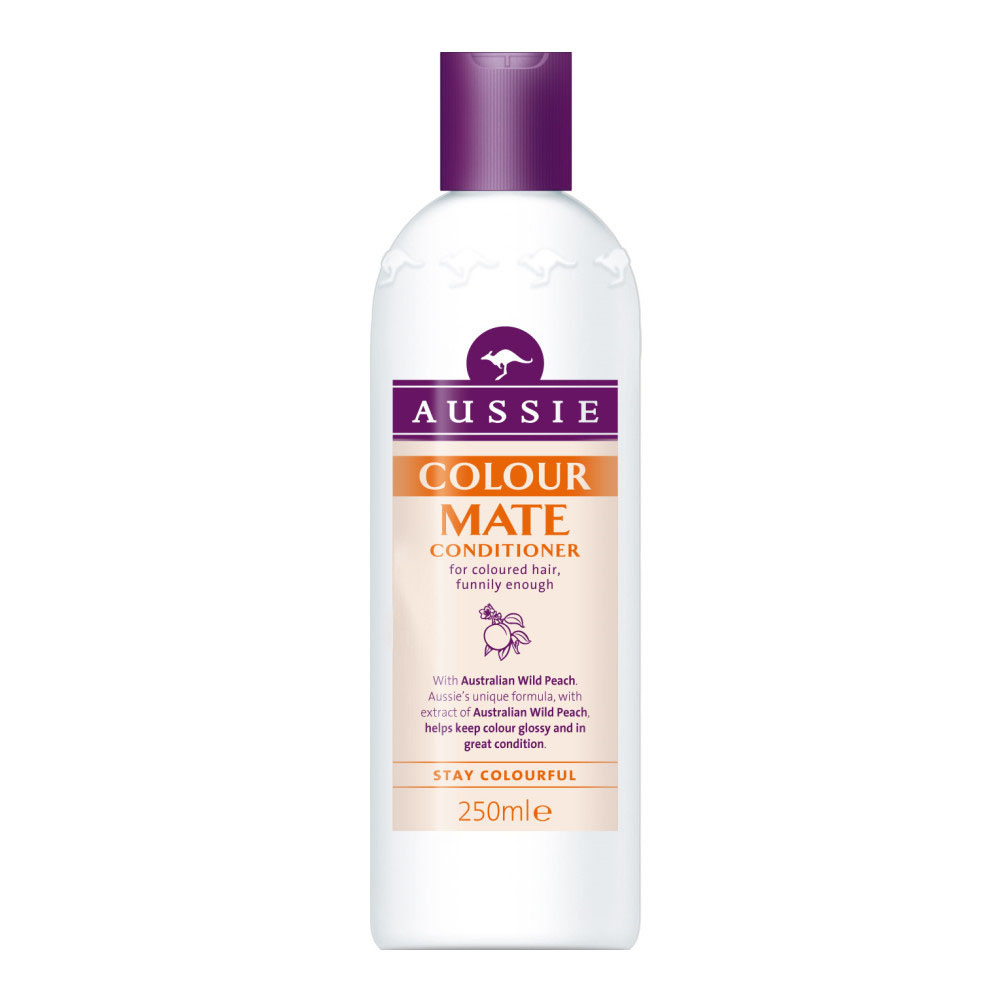 AUSSIE
COLOUR
MATE
CONDITIONER
for coloured hair,
funnily enough
With Australian Wild Peach.
Aussie's unique formula, with
extract of Australian Wild Peach,
helps keep colour glossy and in
great condition.
STAY COLOURFUL
250ml℮